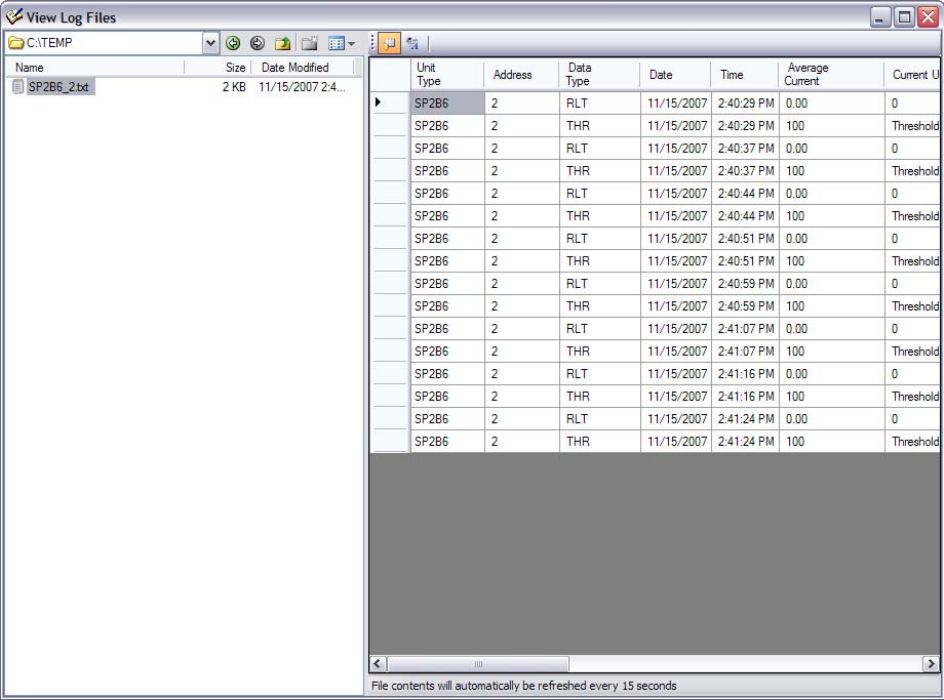 View Log Files
C:\TEMP
Name Size Date Modified
SP2B6_2.txt 2 KB 11/15/2007 2:4...
Unit Type Address Data Type Date Time Average Current Current U
SP2B6 2 RLT 11/15/2007 2:40:29 PM 0.00 0
SP2B6 2 THR 11/15/2007 2:40:29 PM 100 Threshold
SP2B6 2 RLT 11/15/2007 2:40:37 PM 0.00 0
SP2B6 2 THR 11/15/2007 2:40:37 PM 100 Threshold
SP2B6 2 RLT 11/15/2007 2:40:44 PM 0.00 0
SP2B6 2 THR 11/15/2007 2:40:44 PM 100 Threshold
SP2B6 2 RLT 11/15/2007 2:40:51 PM 0.00 0
SP2B6 2 THR 11/15/2007 2:40:51 PM 100 Threshold
SP2B6 2 RLT 11/15/2007 2:40:59 PM 0.00 0
SP2B6 2 THR 11/15/2007 2:40:59 PM 100 Threshold
SP2B6 2 RLT 11/15/2007 2:41:07 PM 0.00 0
SP2B6 2 THR 11/15/2007 2:41:07 PM 100 Threshold
SP2B6 2 RLT 11/15/2007 2:41:16 PM 0.00 0
SP2B6 2 THR 11/15/2007 2:41:16 PM 100 Threshold
SP2B6 2 RLT 11/15/2007 2:41:24 PM 0.00 0
SP2B6 2 THR 11/15/2007 2:41:24 PM 100 Threshold
File contents will automatically be refreshed every 15 seconds